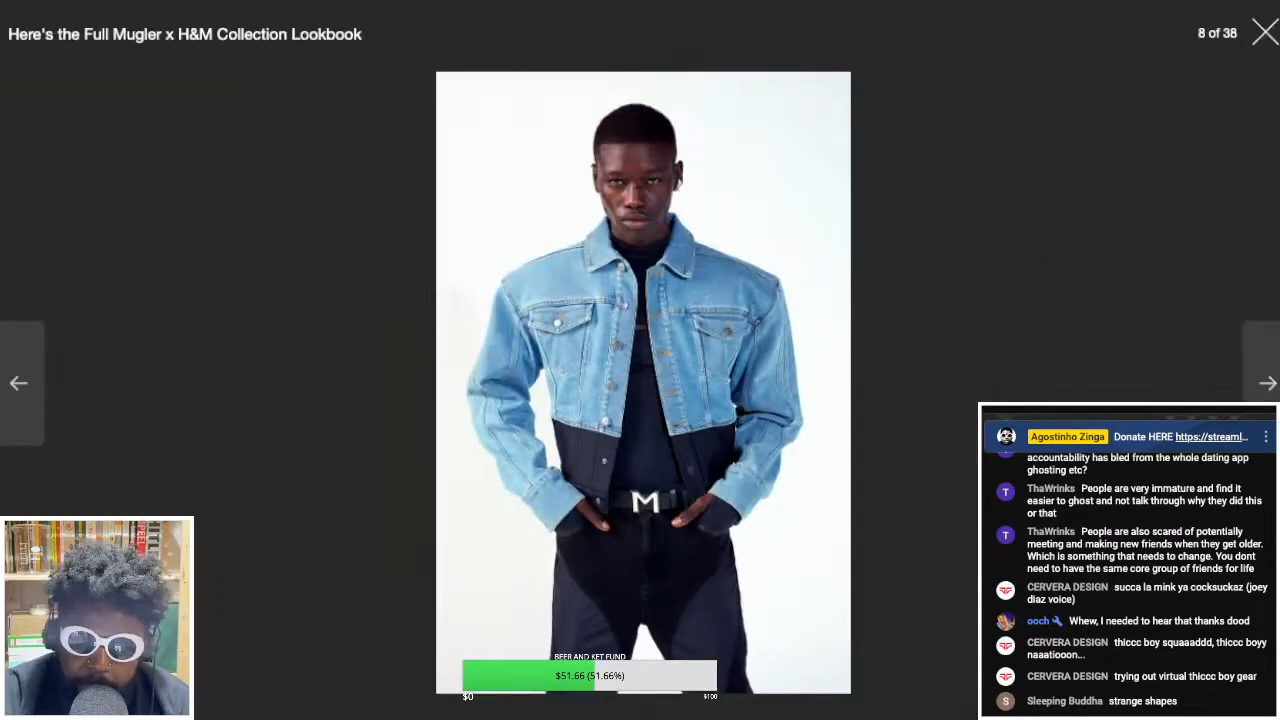 Here's the Full Mugler x H&M Collection Lookbook
8 of 38
M
BEER AND KET FUND
$51.66 (51.66%)
$0
$100
Agostinho Zinga Donate HERE https://streaml...
accountability has bled from the whole dating app
ghosting etc?
T ThaWrinks People are very immature and find it
easier to ghost and not talk through why they did this
or that
T ThaWrinks People are also scared of potentially
meeting and making new friends when they get older.
Which is something that needs to change. You dont
need to have the same core group of friends for life
CERVERA DESIGN succa la mink ya cocksuckaz (joey
diaz voice)
ooch Whew, I needed to hear that thanks dood
CERVERA DESIGN thiccc boy squaaaddd, thiccc boyy
naaatiooon...
CERVERA DESIGN trying out virtual thiccc boy gear
S Sleeping Buddha strange shapes